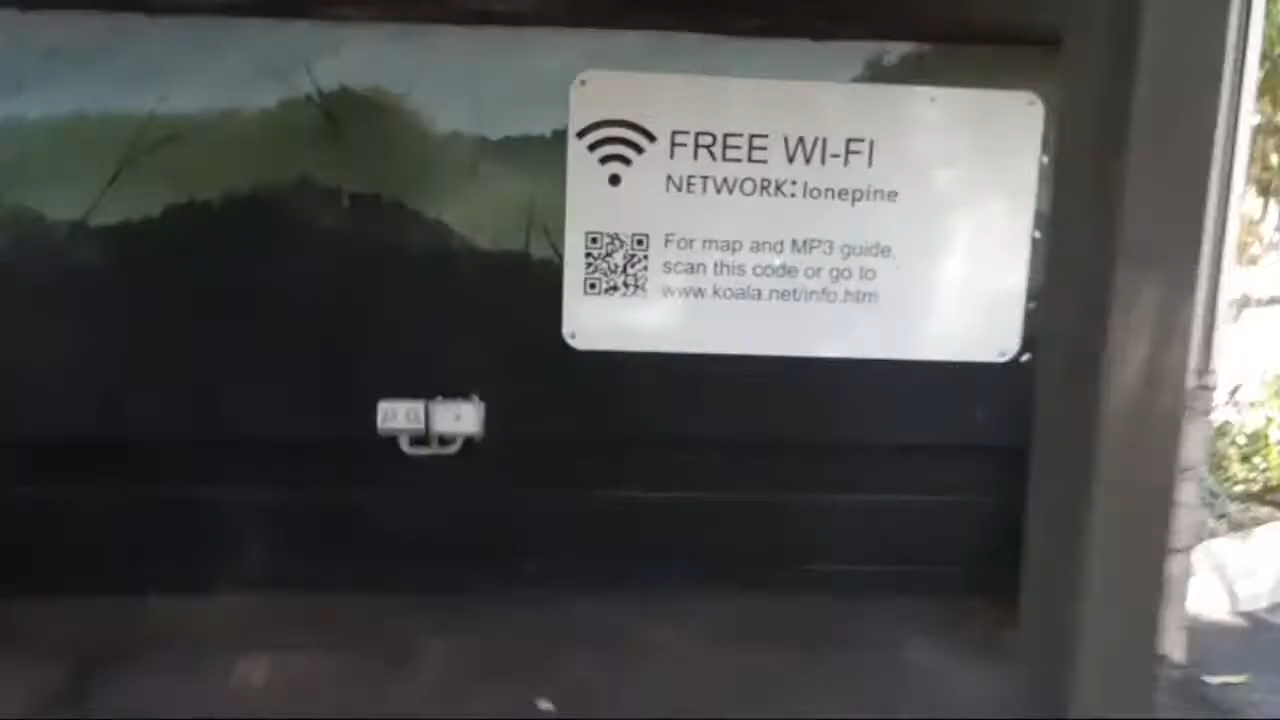 FREE WI-FI
NETWORK: lonepine
For map and MP3 guide,
scan this code or go to
www.koala.net/info.htm